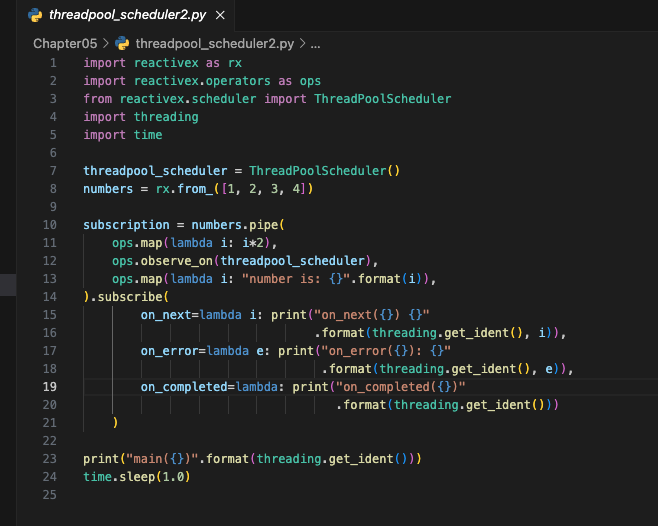 threadpool_scheduler2.py ×
Chapter05 > threadpool_scheduler2.py > ...
1 import reactivex as rx
2 import reactivex.operators as ops
3 from reactivex.scheduler import ThreadPoolScheduler
4 import threading
5 import time
6
7 threadpool_scheduler = ThreadPoolScheduler()
8 numbers = rx.from_([1, 2, 3, 4])
9
10 subscription = numbers.pipe(
11     ops.map(lambda i: i*2),
12     ops.observe_on(threadpool_scheduler),
13     ops.map(lambda i: "number is: {}".format(i)),
14 ).subscribe(
15         on_next=lambda i: print("on_next({}) {}"
16                                 .format(threading.get_ident(), i)),
17         on_error=lambda e: print("on_error({}): {}"
18                                  .format(threading.get_ident(), e)),
19         on_completed=lambda: print("on_completed({})"
20                                    .format(threading.get_ident()))
21     )
22
23 print("main({})".format(threading.get_ident()))
24 time.sleep(1.0)
25